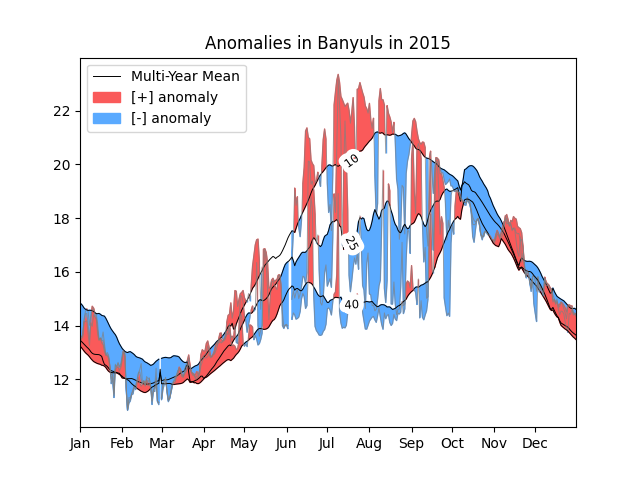 Anomalies in Banyuls in 2015
Multi-Year Mean
[+] anomaly
[-] anomaly
22
20
18
16
14
12
10
25
40
Jan Feb Mar Apr May Jun Jul Aug Sep Oct Nov Dec